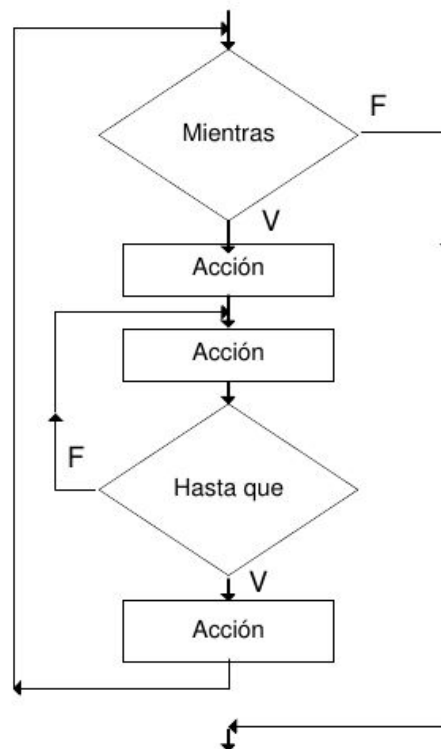 F
Mientras
V
Acción
Acción
F
Hasta que
V
Acción